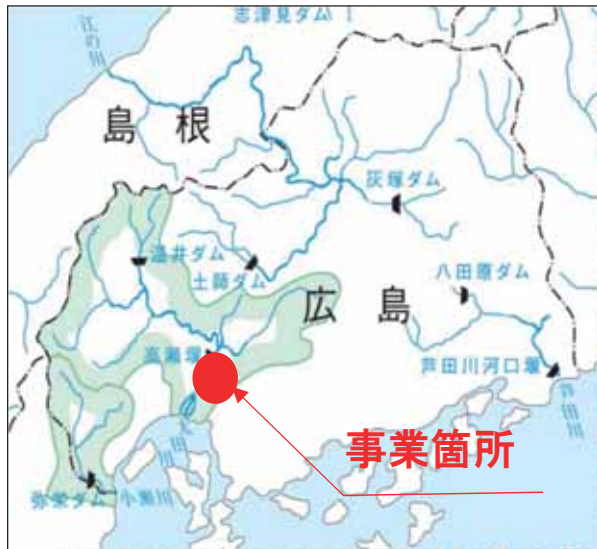 志津見ダム
江の川
島根
灰塚ダム
温井ダム
土師ダム
八田原ダム
広島
高瀬堰
芦田川河口堰
芦田川
太田川
事業箇所
弥栄ダム
小瀬川